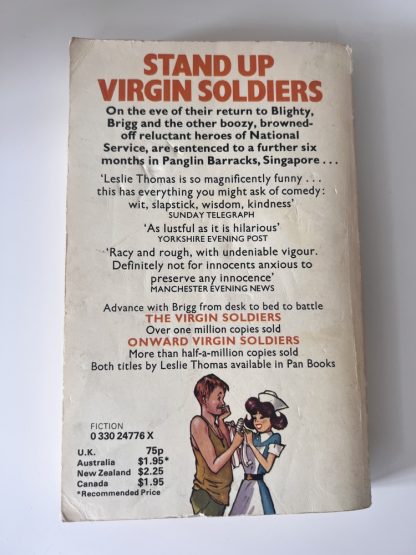 STAND UP
VIRGIN SOLDIERS
On the eve of their return to Blighty,
Brigg and the other boozy, browned-
off reluctant heroes of National
Service, are sentenced to a further six
months in Panglin Barracks, Singapore . . .
‘Leslie Thomas is so magnificently funny . . .
this has everything you might ask of comedy:
wit, slapstick, wisdom, kindness’
SUNDAY TELEGRAPH
‘As lustful as it is hilarious’
YORKSHIRE EVENING POST
‘Racy and rough, with undeniable vigour.
Definitely not for innocents anxious to
preserve any innocence’
MANCHESTER EVENING NEWS
Advance with Brigg from desk to bed to battle
THE VIRGIN SOLDIERS
Over one million copies sold
ONWARD VIRGIN SOLDIERS
More than half-a-million copies sold
Both titles by Leslie Thomas available in Pan Books
FICTION
0 330 24776 X
U.K. 75p
Australia $1.95*
New Zealand $2.25
Canada $1.95
*Recommended Price